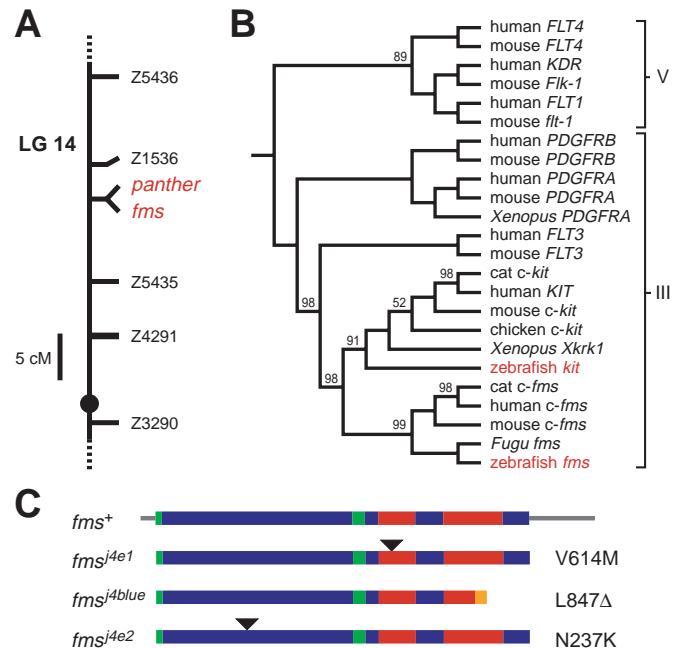 A
Z5436
LG 14
Z1536
panther
fms
Z5435
Z4291
5 cM
Z3290
B
human FLT4
mouse FLT4
human KDR
mouse Flk-1
human FLT1
mouse flt-1
human PDGFRB
mouse PDGFRB
human PDGFRA
mouse PDGFRA
Xenopus PDGFRA
human FLT3
mouse FLT3
cat c-kit
human KIT
mouse c-kit
chicken c-kit
Xenopus Xkrk1
zebrafish kit
cat c-fms
human c-fms
mouse c-fms
Fugu fms
zebrafish fms
89
98
98
52
91
98
98
99
V
III
C
fms+
fmsj4e1 V614M
fmsj4blue L847Δ
fmsj4e2 N237K